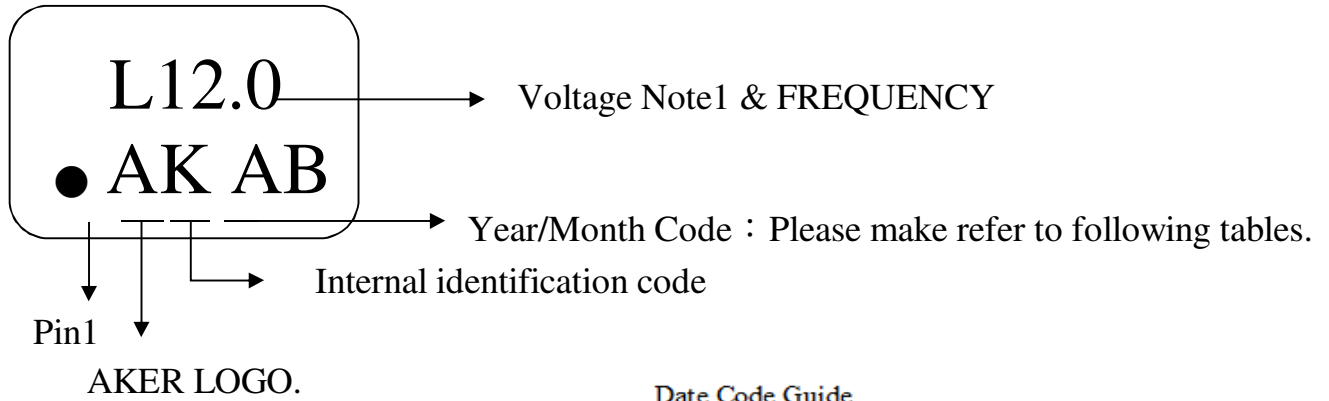 L12.0
Voltage Note1 & FREQUENCY
● AK AB
Year/Month Code：Please make refer to following tables.
Internal identification code
Pin1
AKER LOGO.
Date Code Guide